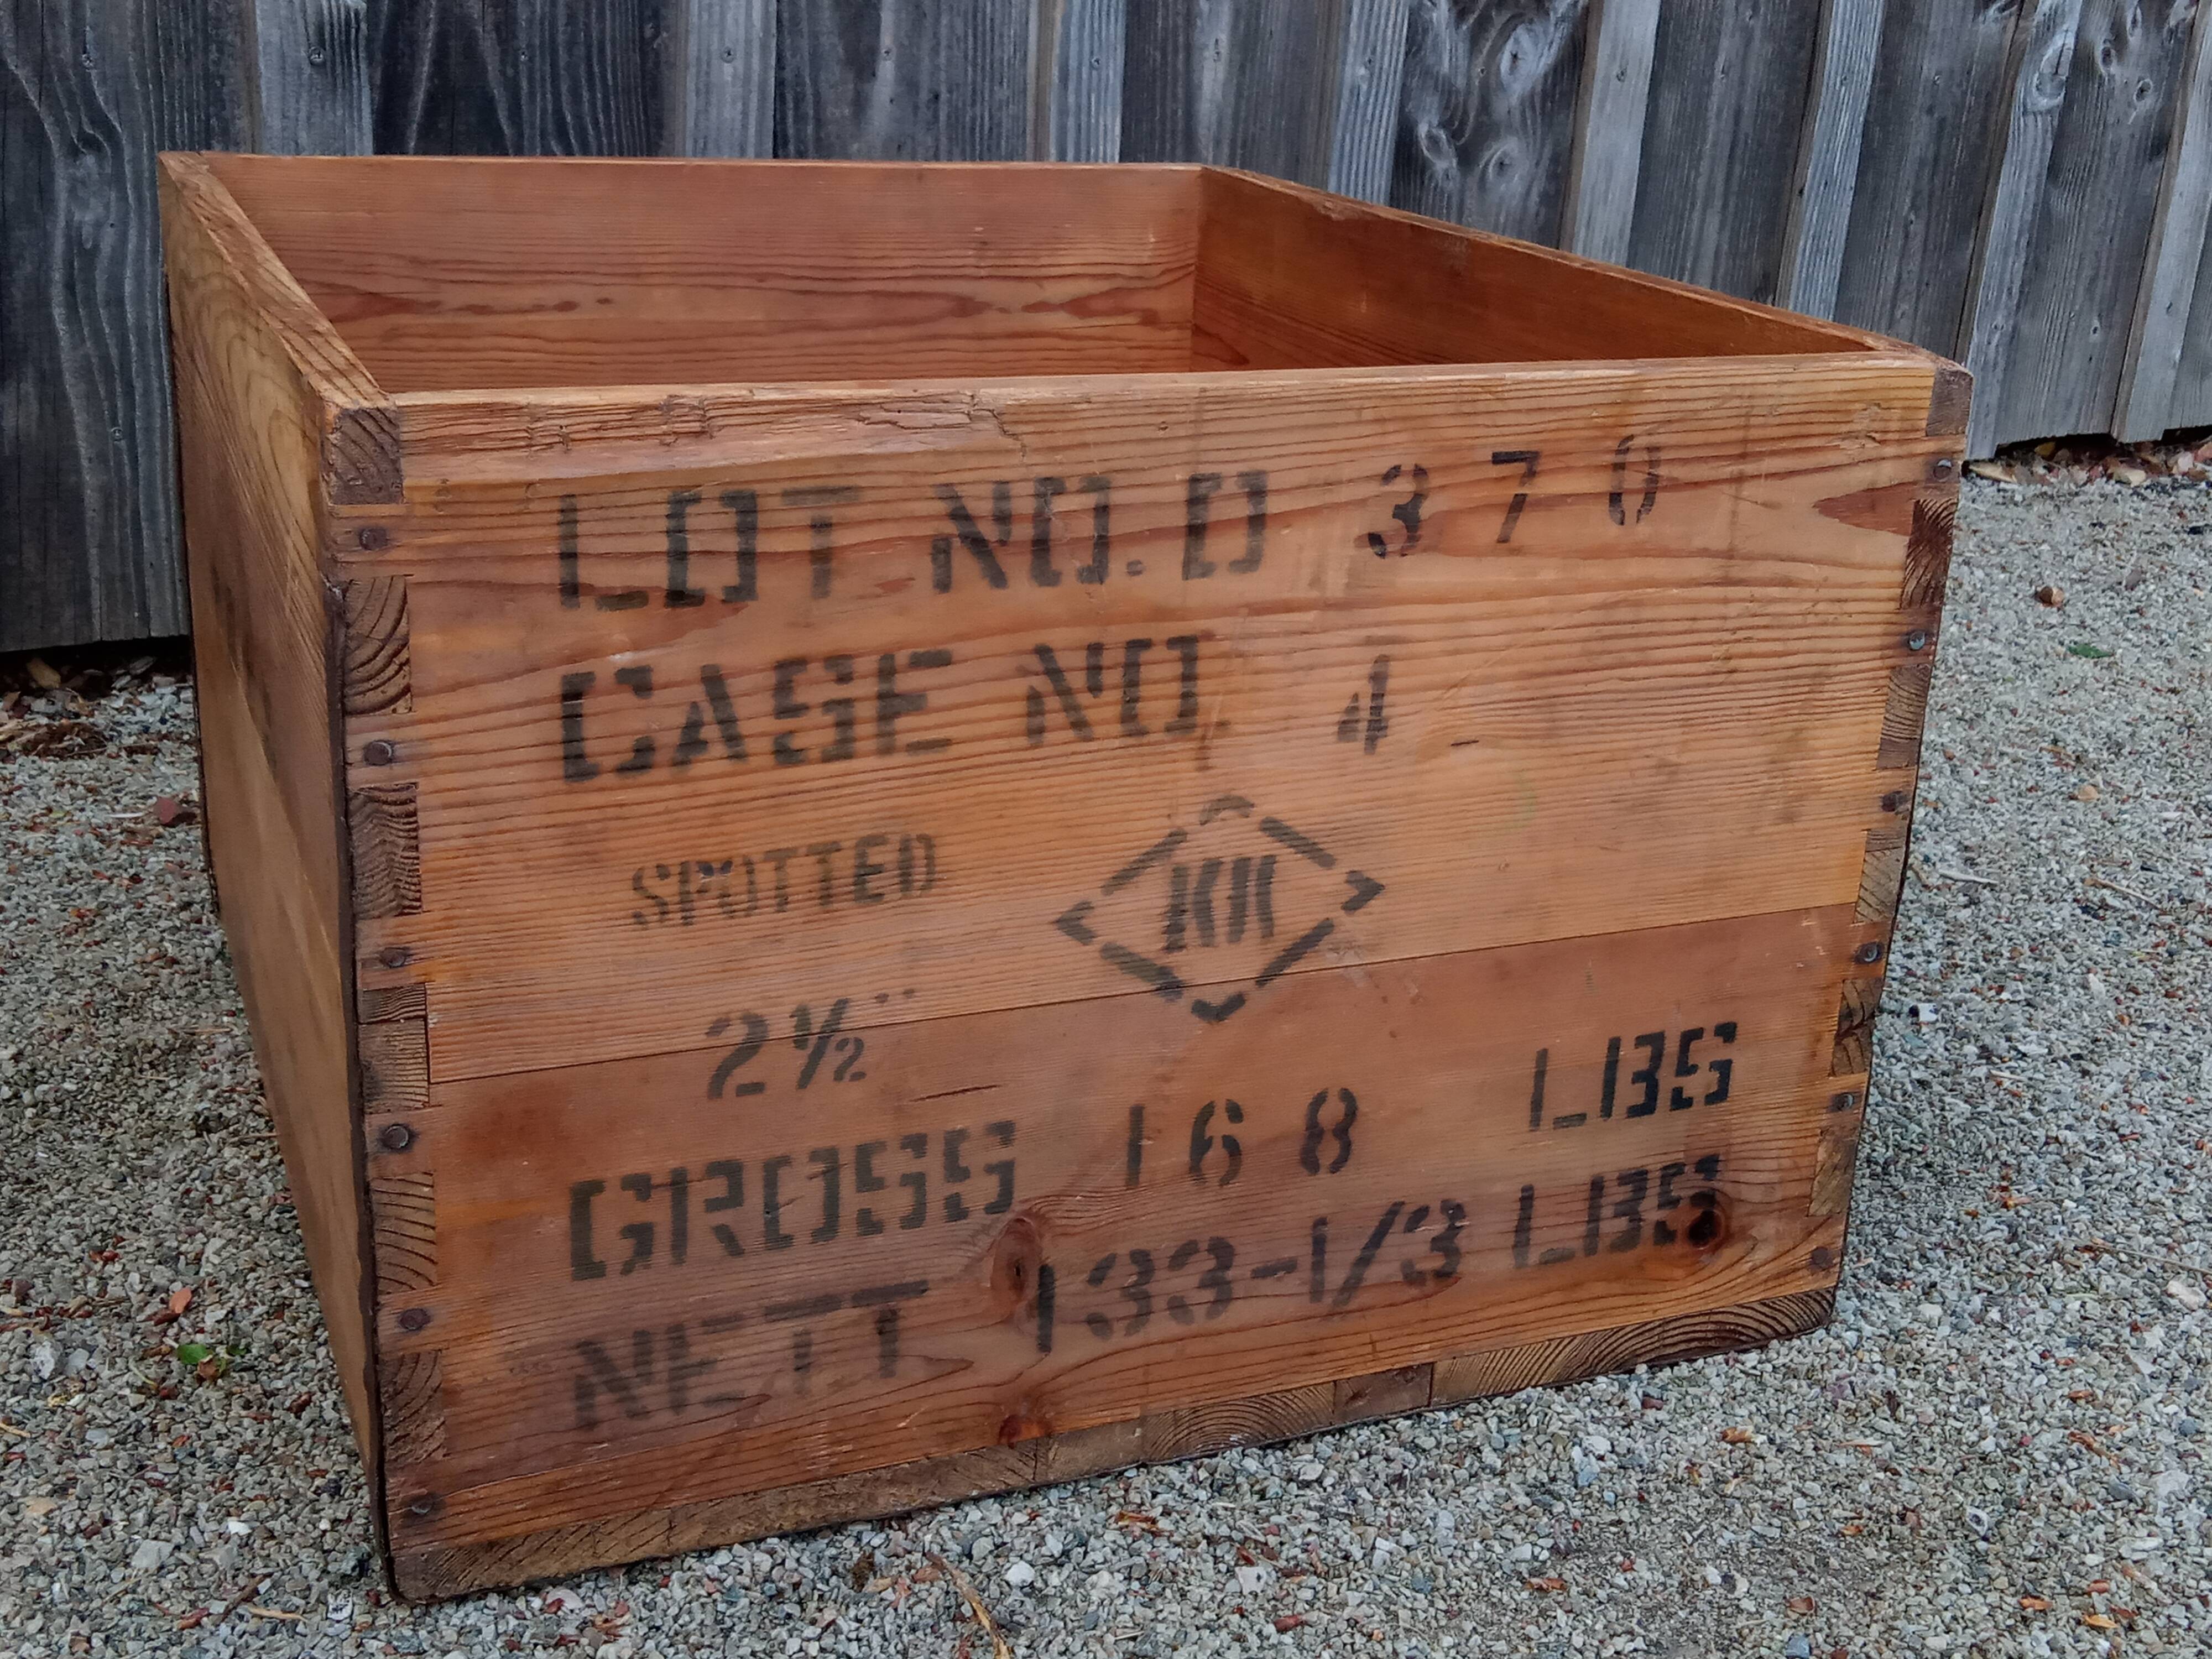 LOT NO. D 370
CASE NO. 4
SPOTTED
KK
2½"
GROSS 168 LBS
NETT 133-1/3 LBS